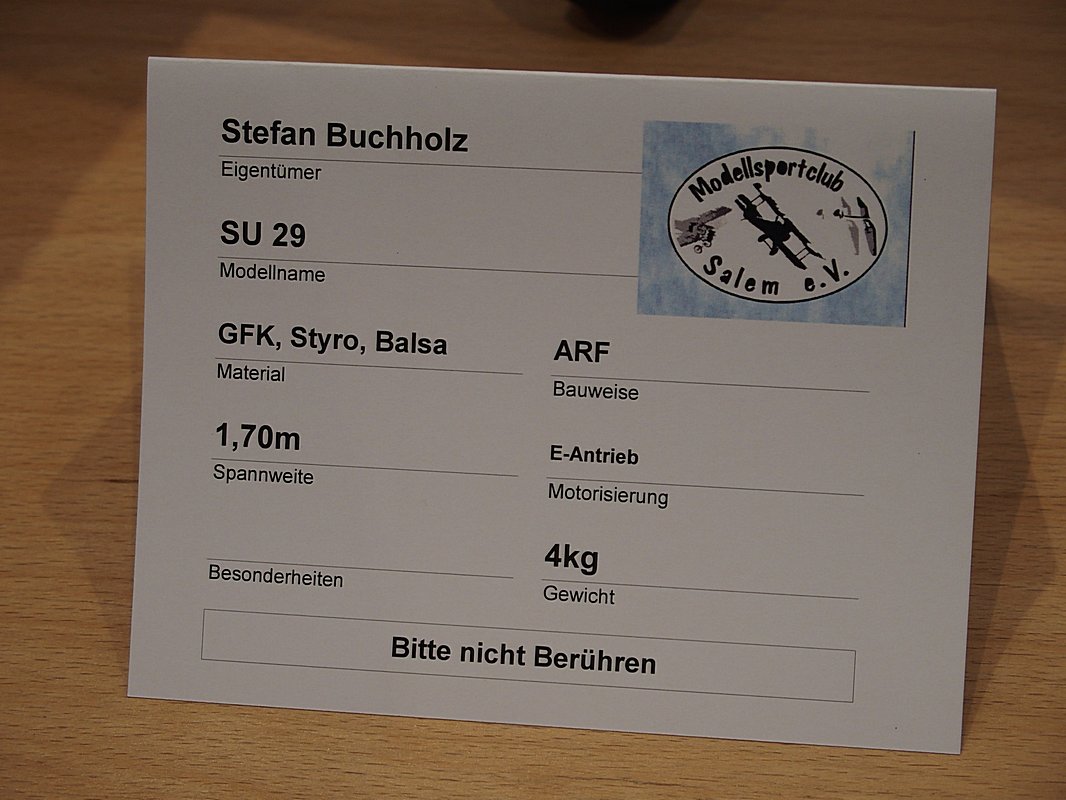 Stefan Buchholz
Eigentümer
Modellsportclub
Salem e.V.
SU 29
Modellname
GFK, Styro, Balsa
Material
ARF
Bauweise
1,70m
Spannweite
E-Antrieb
Motorisierung
Besonderheiten
4kg
Gewicht
Bitte nicht Berühren